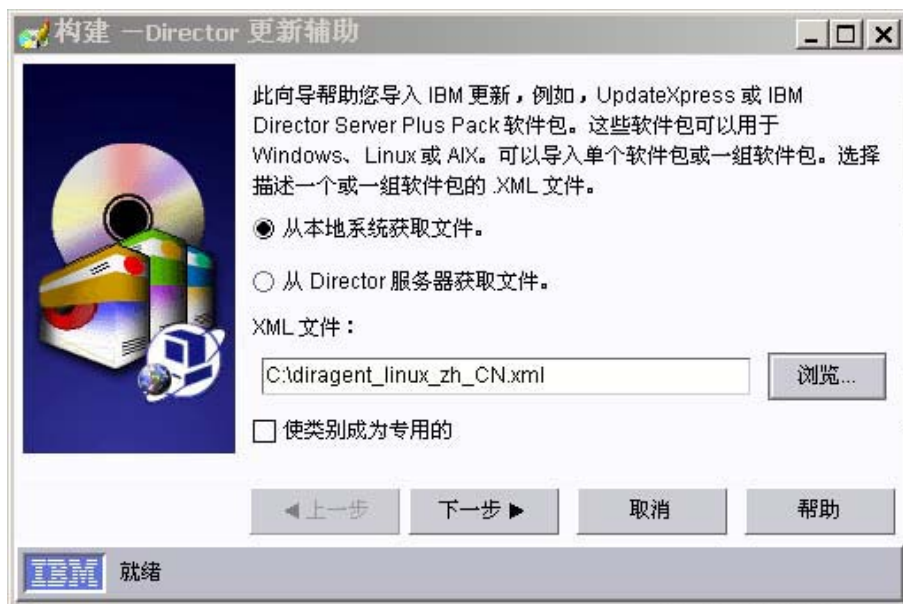 构建 －Director 更新辅助
此向导帮助您导入 IBM 更新，例如，UpdateXpress 或 IBM
Director Server Plus Pack 软件包。这些软件包可以用于
Windows、Linux 或 AIX。可以导入单个软件包或一组软件包。选择
描述一个或一组软件包的 .XML 文件。
从本地系统获取文件。
从 Director 服务器获取文件。
XML 文件：
C:\diragent_linux_zh_CN.xml
浏览...
使类别成为专用的
上一步
下一步
取消
帮助
IBM
就绪